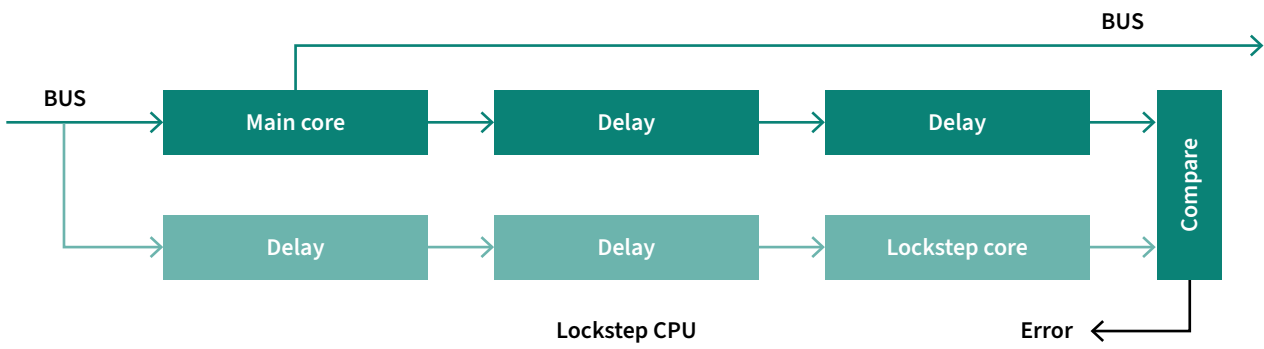 BUS
BUS
Main core
Delay
Delay
Compare
Delay
Delay
Lockstep core
Lockstep CPU
Error